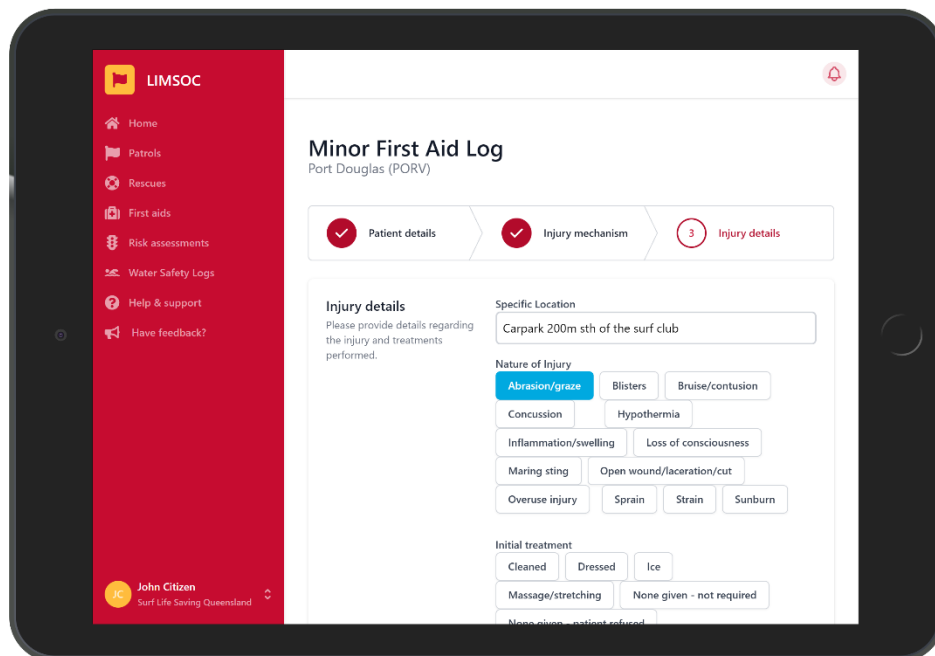 LIMSOC
Home
Patrols
Rescues
First aids
Risk assessments
Water Safety Logs
Help & support
Have feedback?
JC
John Citizen
Surf Life Saving Queensland
Minor First Aid Log
Port Douglas (PORV)
Patient details
Injury mechanism
3 Injury details
Injury details
Please provide details regarding
the injury and treatments
performed.
Specific Location
Carpark 200m sth of the surf club
Nature of Injury
Abrasion/graze Blisters Bruise/contusion
Concussion Hypothermia
Inflammation/swelling Loss of consciousness
Maring sting Open wound/laceration/cut
Overuse injury Sprain Strain Sunburn
Initial treatment
Cleaned Dressed Ice
Massage/stretching None given - not required
None given - patient refused